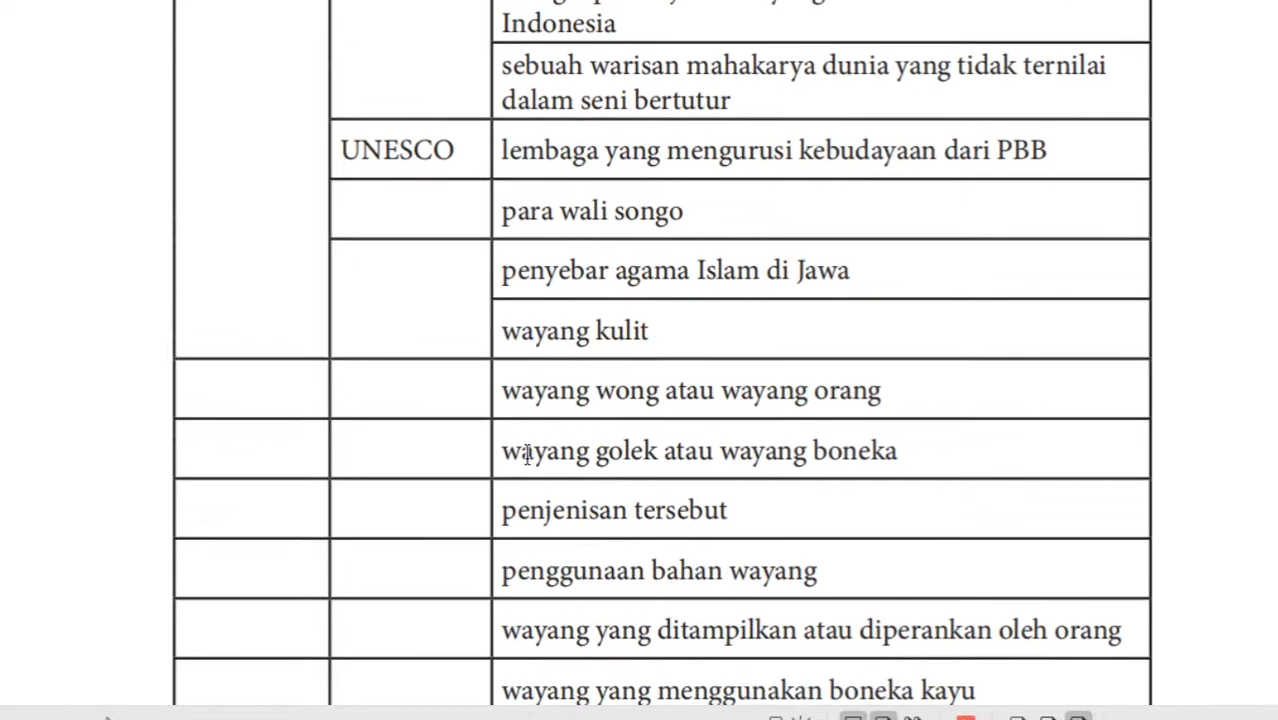 Indonesia
sebuah warisan mahakarya dunia yang tidak ternilai
dalam seni bertutur
UNESCO lembaga yang mengurusi kebudayaan dari PBB
para wali songo
penyebar agama Islam di Jawa
wayang kulit
wayang wong atau wayang orang
wayang golek atau wayang boneka
penjenisan tersebut
penggunaan bahan wayang
wayang yang ditampilkan atau diperankan oleh orang
wayang yang menggunakan boneka kayu